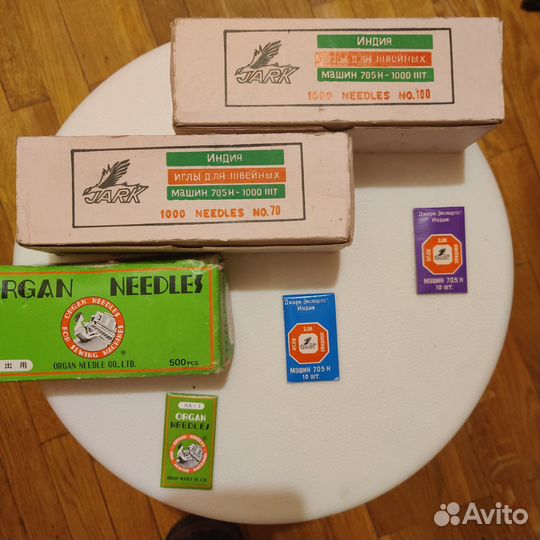 JARK
ИНДИЯ
ИГЛЫ ДЛЯ ШВЕЙНЫХ
МАШИН 705Н-1000 ШТ
1000 NEEDLES NO.100
JARK
ИНДИЯ
ИГЛЫ ДЛЯ ШВЕЙНЫХ
МАШИН 705Н-1000 ШТ
1000 NEEDLES NO.70
RGAN NEEDLES
ORGAN NEEDLES
FOR SEWING MACHINES
出用
500 PCS.
ORGAN NEEDLE CO., LTD.
Джарк Экспортс"
Индия
МАШИН 705 Н
10 ШТ.
Джарк Экспортс"
Индия
МАШИН 705 Н
10 ШТ.
ORGAN
NEEDLES
ORGAN NEEDLE CO., LTD.
Avito